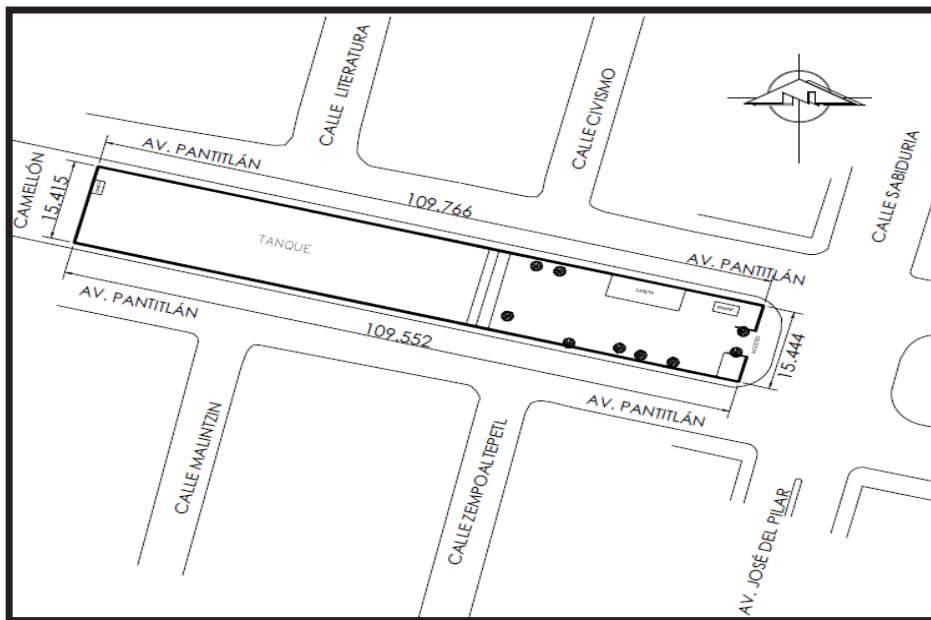 CALLE LITERATURA
CALLE CIVISMO
CALLE SABIDURIA
AV. PANTITLÁN
CAMELLÓN
15.415
109.766
TANQUE
AV. PANTITLÁN
CASETA
AV. PANTITLÁN
109.552
ACCESO
15.444
AV. PANTITLÁN
CALLE MALINTZIN
CALLE ZEMPOALTEPETL
AV. JOSÉ DEL PILAR